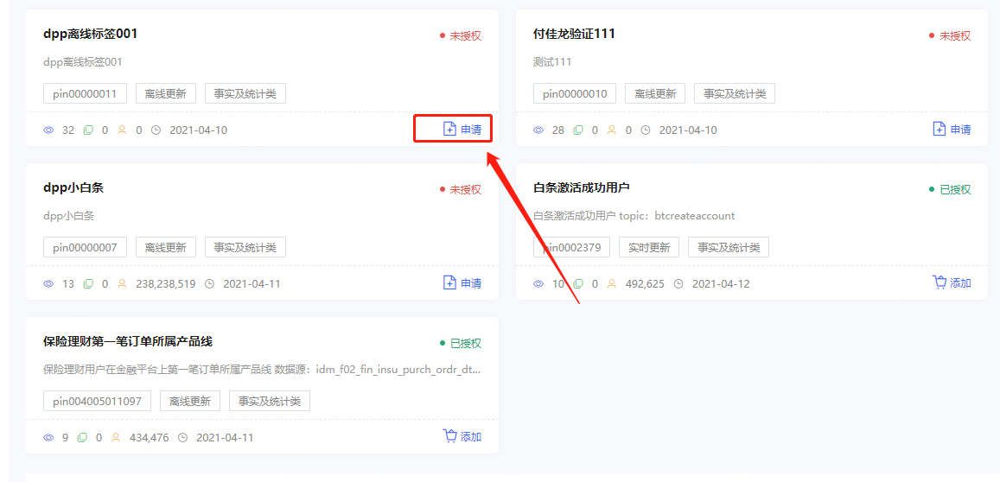 dpp离线标签001
未授权
dpp离线标签001
pin00000011 离线更新 事实及统计类
32 0 0 2021-04-10 申请
付佳龙验证111
未授权
测试111
pin00000010 离线更新 事实及统计类
28 0 0 2021-04-10 申请
dpp小白条
未授权
dpp小白条
pin00000007 离线更新 事实及统计类
13 0 238,238,519 2021-04-11 申请
白条激活成功用户
已授权
白条激活成功用户 topic：btcreateaccount
pin0002379 实时更新 事实及统计类
10 0 492,625 2021-04-12 添加
保险理财第一笔订单所属产品线
已授权
保险理财用户在金融平台上第一笔订单所属产品线 数据源：idm_f02_fin_insu_purch_ordr_dt...
pin004005011097 离线更新 事实及统计类
9 0 434,476 2021-04-11 添加